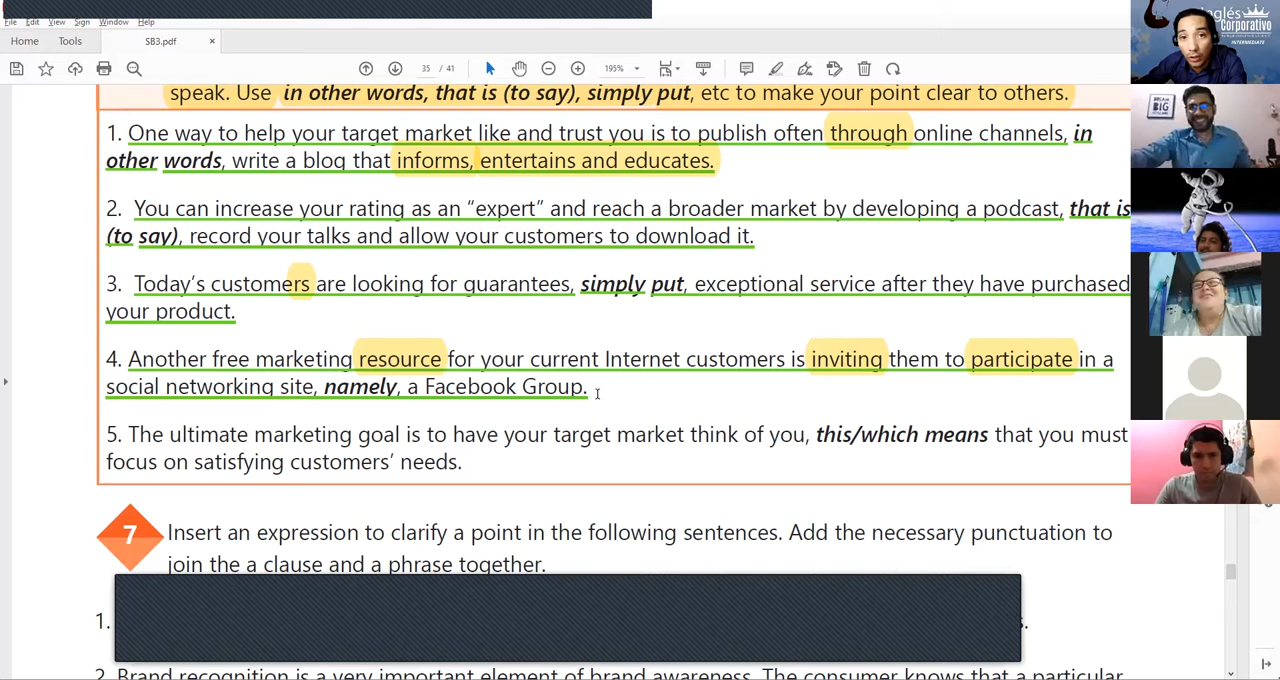 File Edit View Sign Window Help
Home Tools SB3.pdf ×
35 / 41 195%
speak. Use in other words, that is (to say), simply put, etc to make your point clear to others.
1. One way to help your target market like and trust you is to publish often through online channels, in
other words, write a blog that informs, entertains and educates.
2. You can increase your rating as an “expert” and reach a broader market by developing a podcast, that is
(to say), record your talks and allow your customers to download it.
3. Today’s customers are looking for guarantees, simply put, exceptional service after they have purchased
your product.
4. Another free marketing resource for your current Internet customers is inviting them to participate in a
social networking site, namely, a Facebook Group.
5. The ultimate marketing goal is to have your target market think of you, this/which means that you must
focus on satisfying customers’ needs.
7 Insert an expression to clarify a point in the following sentences. Add the necessary punctuation to
join the a clause and a phrase together.
1.
2. Brand recognition is a very important element of brand awareness. The consumer knows that a particular
inglés
Corporativo
INTERMEDIATE
DREAM
BIG